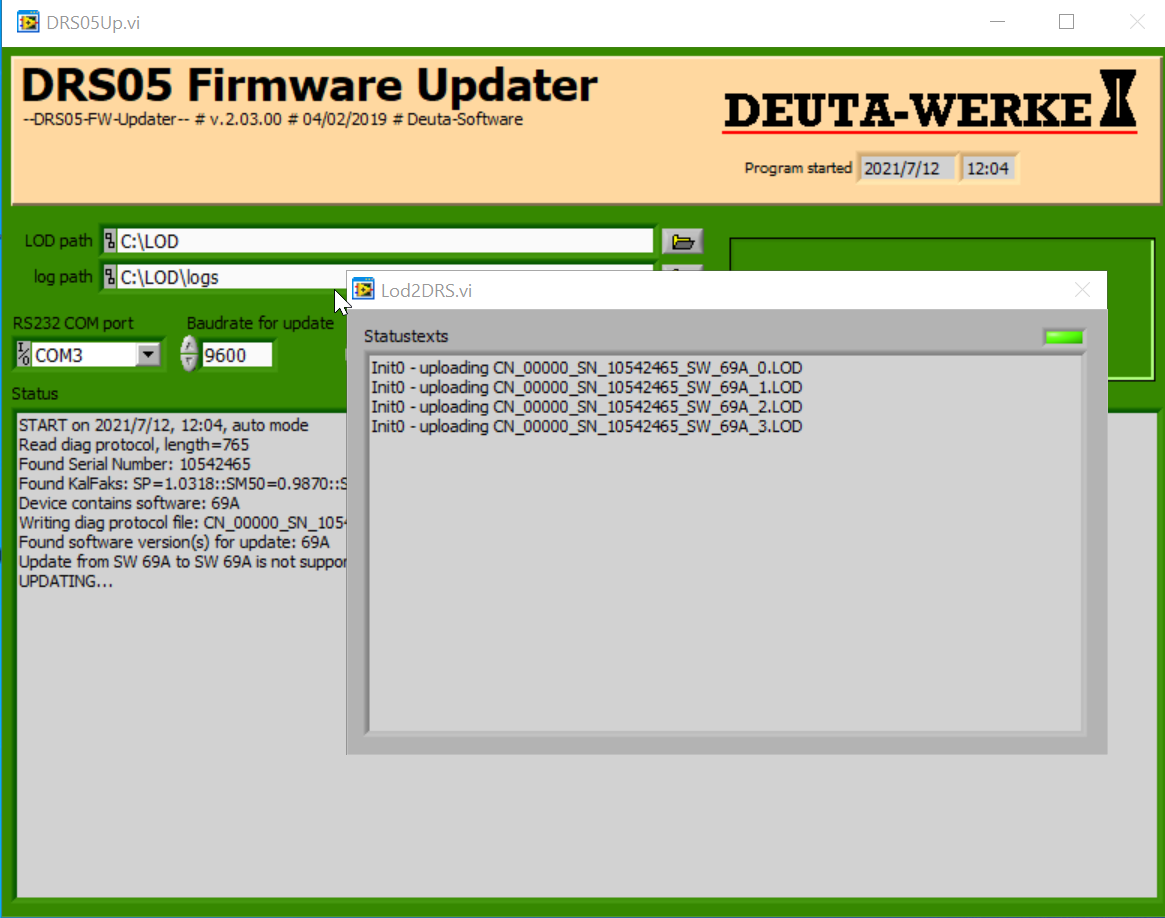 DRS05Up.vi
DRS05 Firmware Updater
--DRS05-FW-Updater-- # v.2.03.00 # 04/02/2019 # Deuta-Software
DEUTA-WERKE
Program started 2021/7/12 12:04
LOD path C:\LOD
log path C:\LOD\logs
RS232 COM port Baudrate for update
COM3 9600
Status
START on 2021/7/12, 12:04, auto mode
Read diag protocol, length=765
Found Serial Number: 10542465
Found KalFaks: SP=1.0318::SM50=0.9870::S
Device contains software: 69A
Writing diag protocol file: CN_00000_SN_1054
Found software version(s) for update: 69A
Update from SW 69A to SW 69A is not suppor
UPDATING...
Lod2DRS.vi
Statustexts
Init0 - uploading CN_00000_SN_10542465_SW_69A_0.LOD
Init0 - uploading CN_00000_SN_10542465_SW_69A_1.LOD
Init0 - uploading CN_00000_SN_10542465_SW_69A_2.LOD
Init0 - uploading CN_00000_SN_10542465_SW_69A_3.LOD